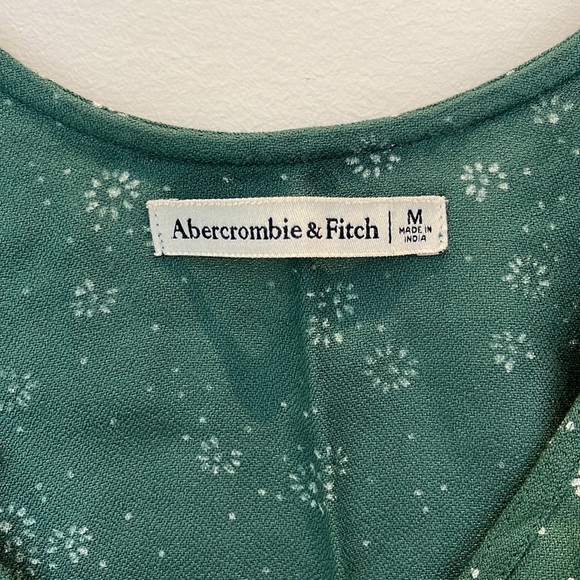 Abercrombie & Fitch
M
MADE IN
INDIA